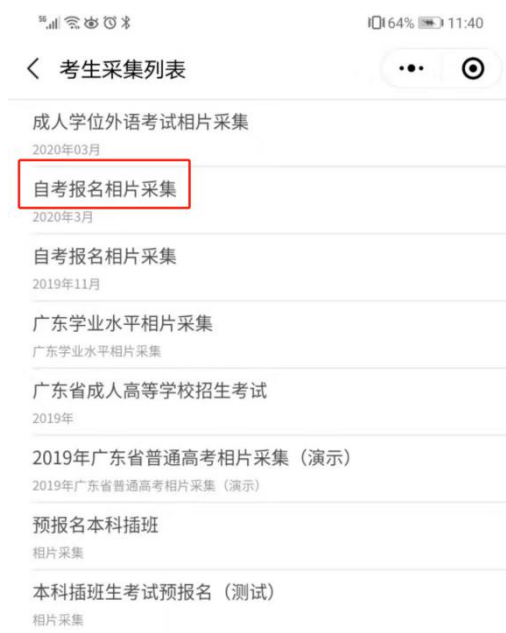 5G 64% 11:40
考生采集列表
成人学位外语考试相片采集
2020年03月
自考报名相片采集
2020年3月
自考报名相片采集
2019年11月
广东学业水平相片采集
广东学业水平相片采集
广东省成人高等学校招生考试
2019年
2019年广东省普通高考相片采集（演示）
2019年广东省普通高考相片采集（演示）
预报名本科插班
相片采集
本科插班生考试预报名（测试）
相片采集